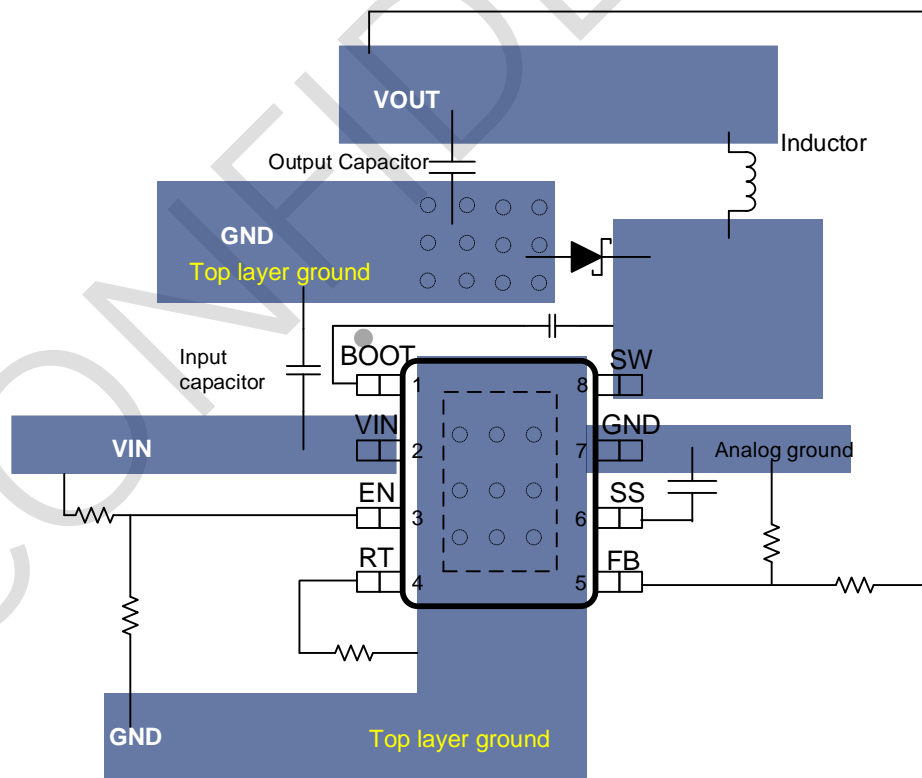 CONFIDE
VOUT
Inductor
Output Capacitor
GND
Top layer ground
Input
capacitor
BOOT
SW
1
8
VIN
VIN
GND
2
7
Analog ground
EN
SS
3
6
RT
FB
4
5
GND
Top layer ground